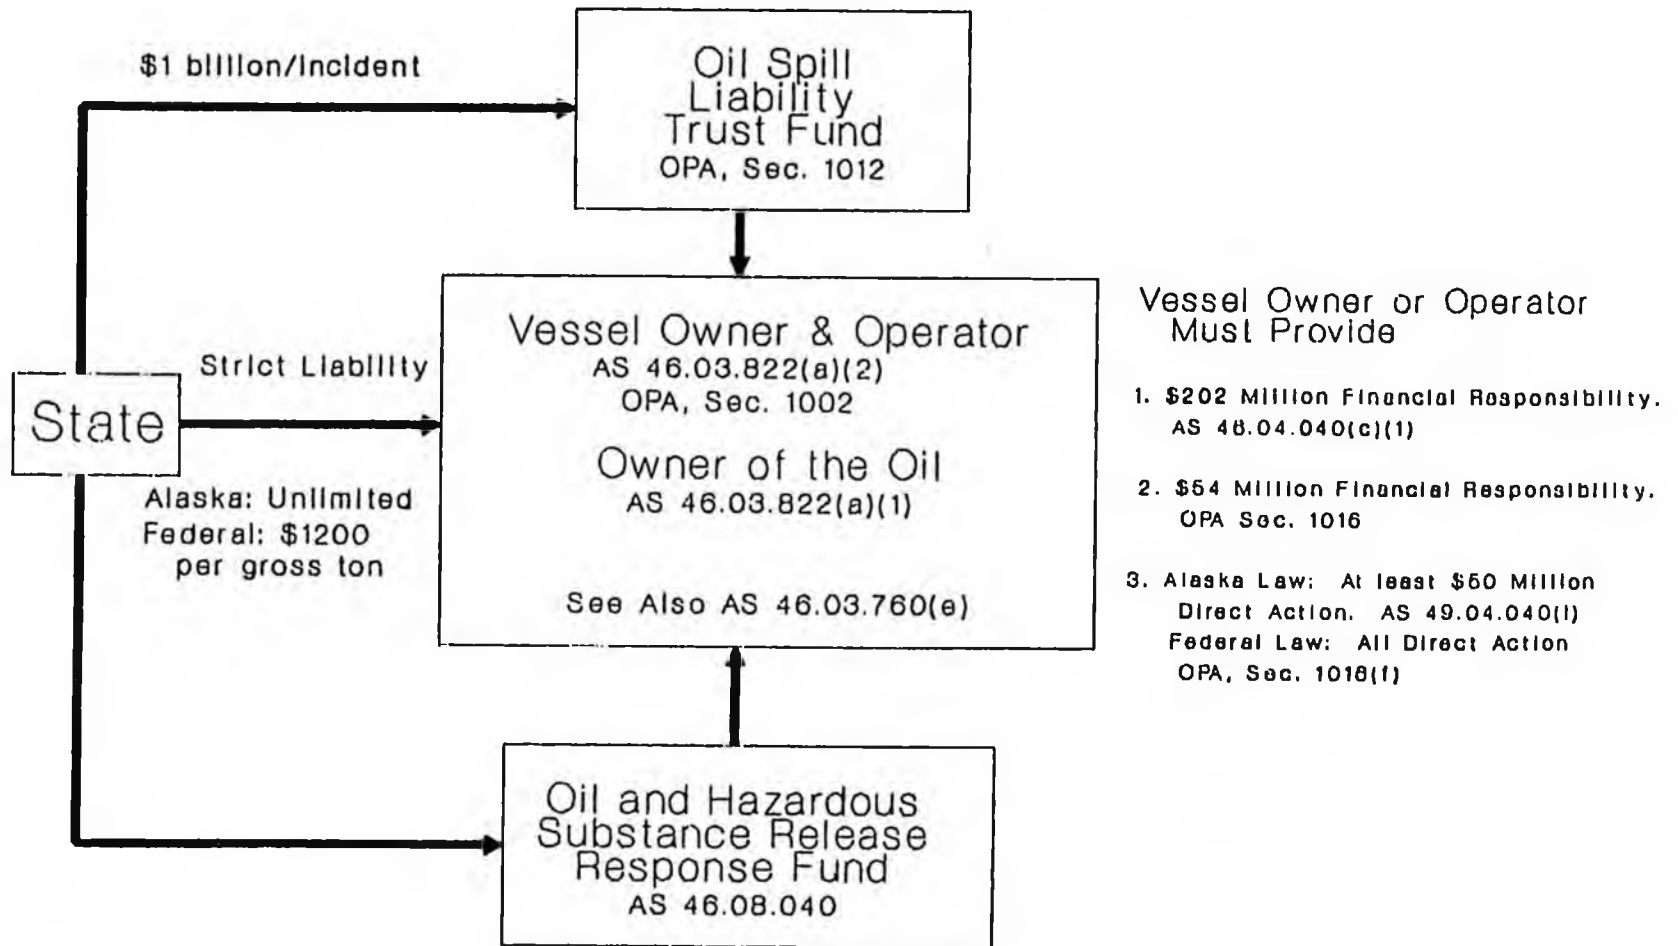 $1 billion/Incident
Oil Spill
Liability
Trust Fund
OPA, Sec. 1012
State
Strict Liability
Alaska: Unlimited
Federal: $1200
per gross ton
Vessel Owner & Operator
AS 46.03.822(a)(2)
OPA, Sec. 1002
Owner of the Oil
AS 46.03.822(a)(1)
See Also AS 46.03.760(e)
Vessel Owner or Operator
Must Provide
1. $202 Million Financial Responsibility.
AS 46.04.040(c)(1)
2. $54 Million Financial Responsibility.
OPA Sec. 1016
3. Alaska Law: At least $50 Million
Direct Action. AS 49.04.040(l)
Federal Law: All Direct Action
OPA, Sec. 1016(f)
Oil and Hazardous
Substance Release
Response Fund
AS 46.08.040